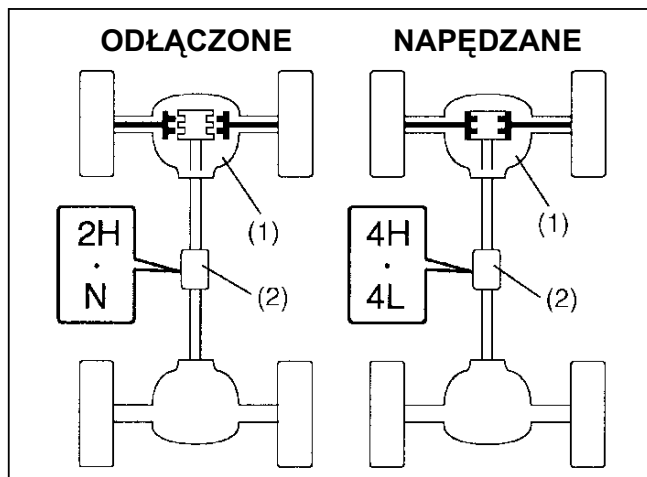 ODŁĄCZONE
2H
·
N
(1)
(2)
NAPĘDZANE
4H
·
4L
(1)
(2)